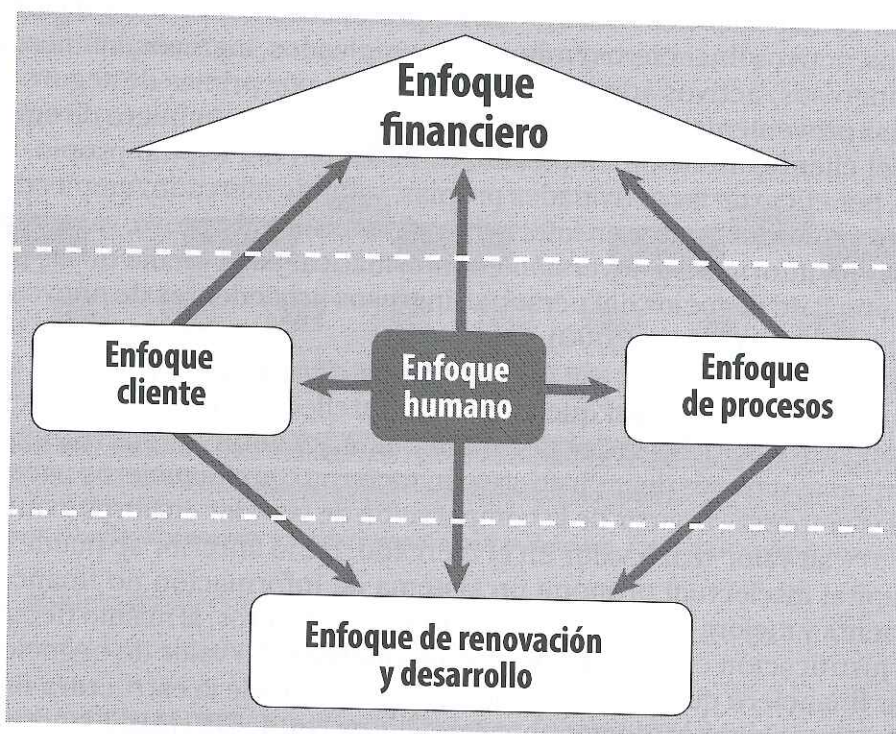 Enfoque
financiero
Enfoque
cliente
Enfoque
humano
Enfoque
de procesos
Enfoque de renovación
y desarrollo